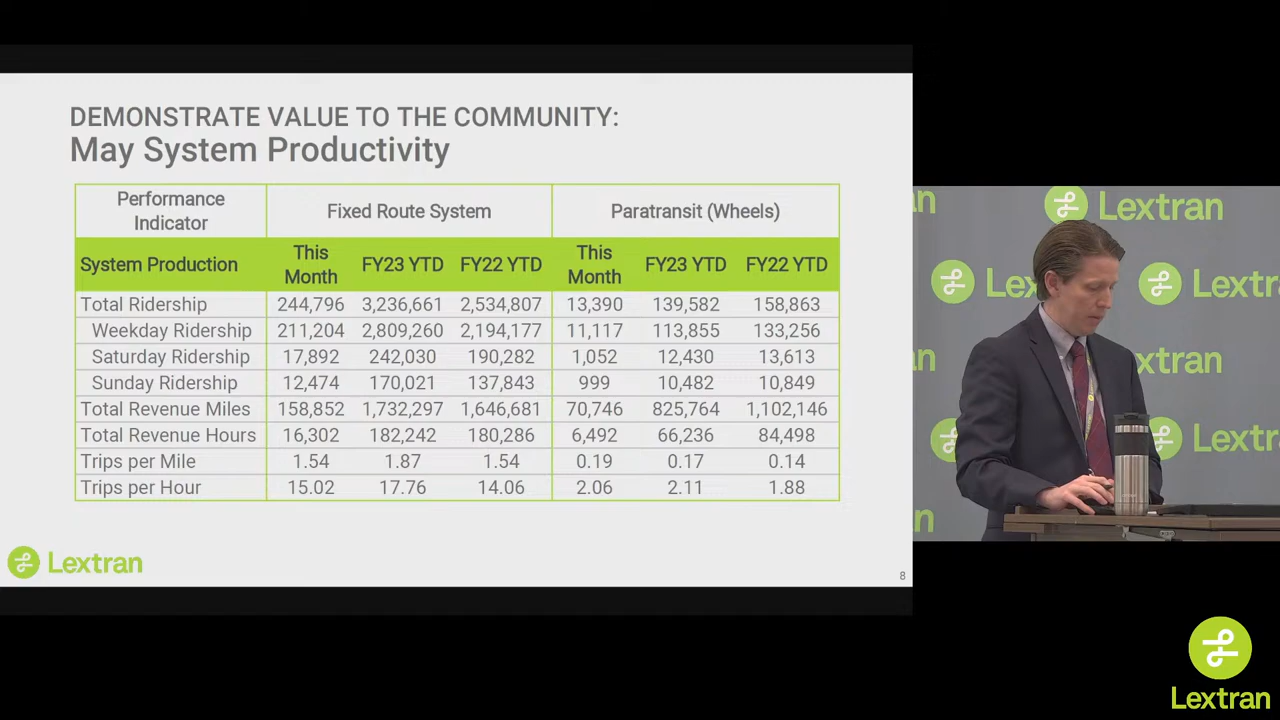 DEMONSTRATE VALUE TO THE COMMUNITY:
May System Productivity
Performance Indicator Fixed Route System Paratransit (Wheels)
System Production This Month FY23 YTD FY22 YTD This Month FY23 YTD FY22 YTD
Total Ridership 244,796 3,236,661 2,534,807 13,390 139,582 158,863
Weekday Ridership 211,204 2,809,260 2,194,177 11,117 113,855 133,256
Saturday Ridership 17,892 242,030 190,282 1,052 12,430 13,613
Sunday Ridership 12,474 170,021 137,843 999 10,482 10,849
Total Revenue Miles 158,852 1,732,297 1,646,681 70,746 825,764 1,102,146
Total Revenue Hours 16,302 182,242 180,286 6,492 66,236 84,498
Trips per Mile 1.54 1.87 1.54 0.19 0.17 0.14
Trips per Hour 15.02 17.76 14.06 2.06 2.11 1.88
Lextran
8
an
Lextran
Le
Lextra
an
extran
Lextr
an
extran
Lextran